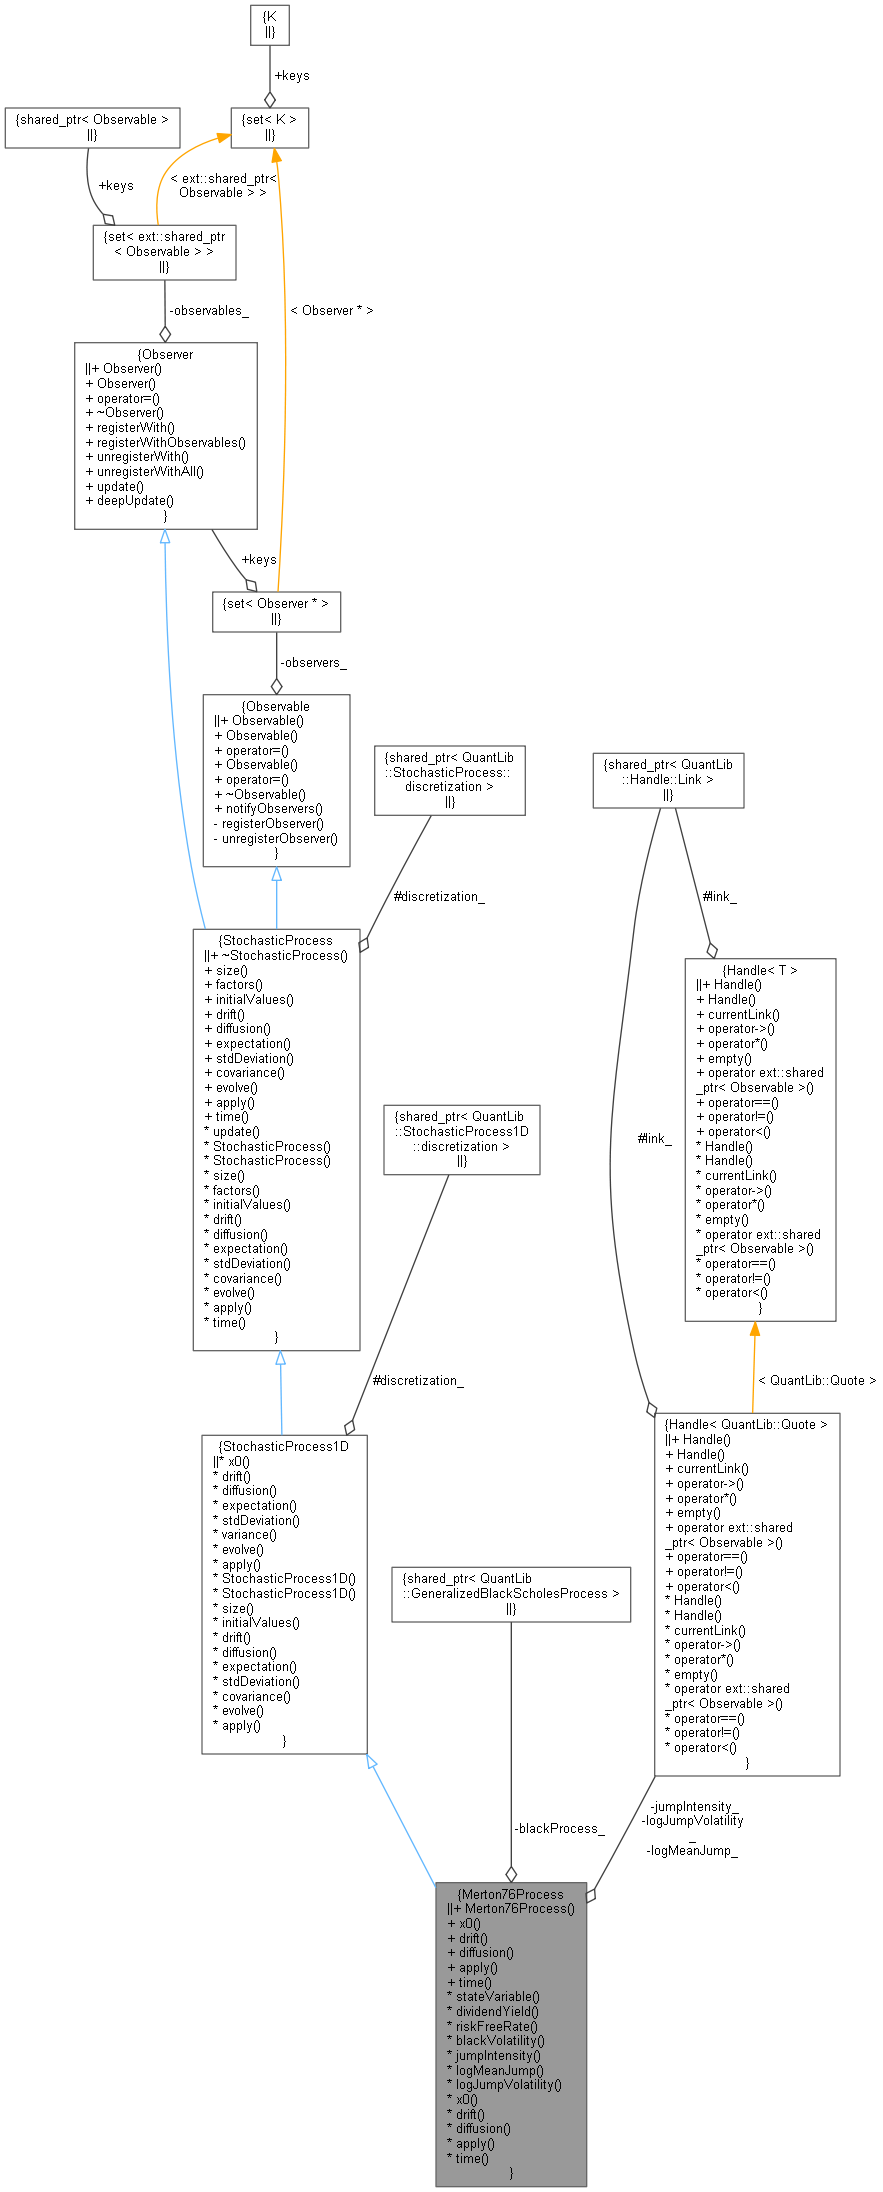 {K
||}
+keys
{shared_ptr< Observable >
||}
{set< K >
||}
+keys
< ext::shared_ptr<
Observable > >
{set< ext::shared_ptr
< Observable > >
||}
-observables_
< Observer * >
{Observer
||+ Observer()
+ Observer()
+ operator=()
+ ~Observer()
+ registerWith()
+ registerWithObservables()
+ unregisterWith()
+ unregisterWithAll()
+ update()
+ deepUpdate()
}
+keys
{set< Observer * >
||}
-observers_
{Observable
||+ Observable()
+ Observable()
+ operator=()
+ Observable()
+ operator=()
+ ~Observable()
+ notifyObservers()
- registerObserver()
- unregisterObserver()
}
{shared_ptr< QuantLib
::StochasticProcess::
discretization >
||}
{shared_ptr< QuantLib
::Handle::Link >
||}
#discretization_
#link_
{StochasticProcess
||+ ~StochasticProcess()
+ size()
+ factors()
+ initialValues()
+ drift()
+ diffusion()
+ expectation()
+ stdDeviation()
+ covariance()
+ evolve()
+ apply()
+ time()
* update()
* StochasticProcess()
* StochasticProcess()
* size()
* factors()
* initialValues()
* drift()
* diffusion()
* expectation()
* stdDeviation()
* covariance()
* evolve()
* apply()
* time()
}
{Handle< T >
||+ Handle()
+ Handle()
+ currentLink()
+ operator->()
+ operator*()
+ empty()
+ operator ext::shared
_ptr< Observable >()
+ operator==()
+ operator!=()
+ operator<()
* Handle()
* Handle()
* currentLink()
* operator->()
* operator*()
* empty()
* operator ext::shared
_ptr< Observable >()
* operator==()
* operator!=()
* operator<()
}
{shared_ptr< QuantLib
::StochasticProcess1D
::discretization >
||}
#link_
#discretization_
< QuantLib::Quote >
{StochasticProcess1D
||* x0()
* drift()
* diffusion()
* expectation()
* stdDeviation()
* variance()
* evolve()
* apply()
* StochasticProcess1D()
* StochasticProcess1D()
* size()
* initialValues()
* drift()
* diffusion()
* expectation()
* stdDeviation()
* covariance()
* evolve()
* apply()
}
{Handle< QuantLib::Quote >
||+ Handle()
+ Handle()
+ currentLink()
+ operator->()
+ operator*()
+ empty()
+ operator ext::shared
_ptr< Observable >()
+ operator==()
+ operator!=()
+ operator<()
* Handle()
* Handle()
* currentLink()
* operator->()
* operator*()
* empty()
* operator ext::shared
_ptr< Observable >()
* operator==()
* operator!=()
* operator<()
}
{shared_ptr< QuantLib
::GeneralizedBlackScholesProcess >
||}
-blackProcess_
-jumpIntensity_
-logJumpVolatility
_
-logMeanJump_
{Merton76Process
||+ Merton76Process()
+ x0()
+ drift()
+ diffusion()
+ apply()
+ time()
* stateVariable()
* dividendYield()
* riskFreeRate()
* blackVolatility()
* jumpIntensity()
* logMeanJump()
* logJumpVolatility()
* x0()
* drift()
* diffusion()
* apply()
* time()
}